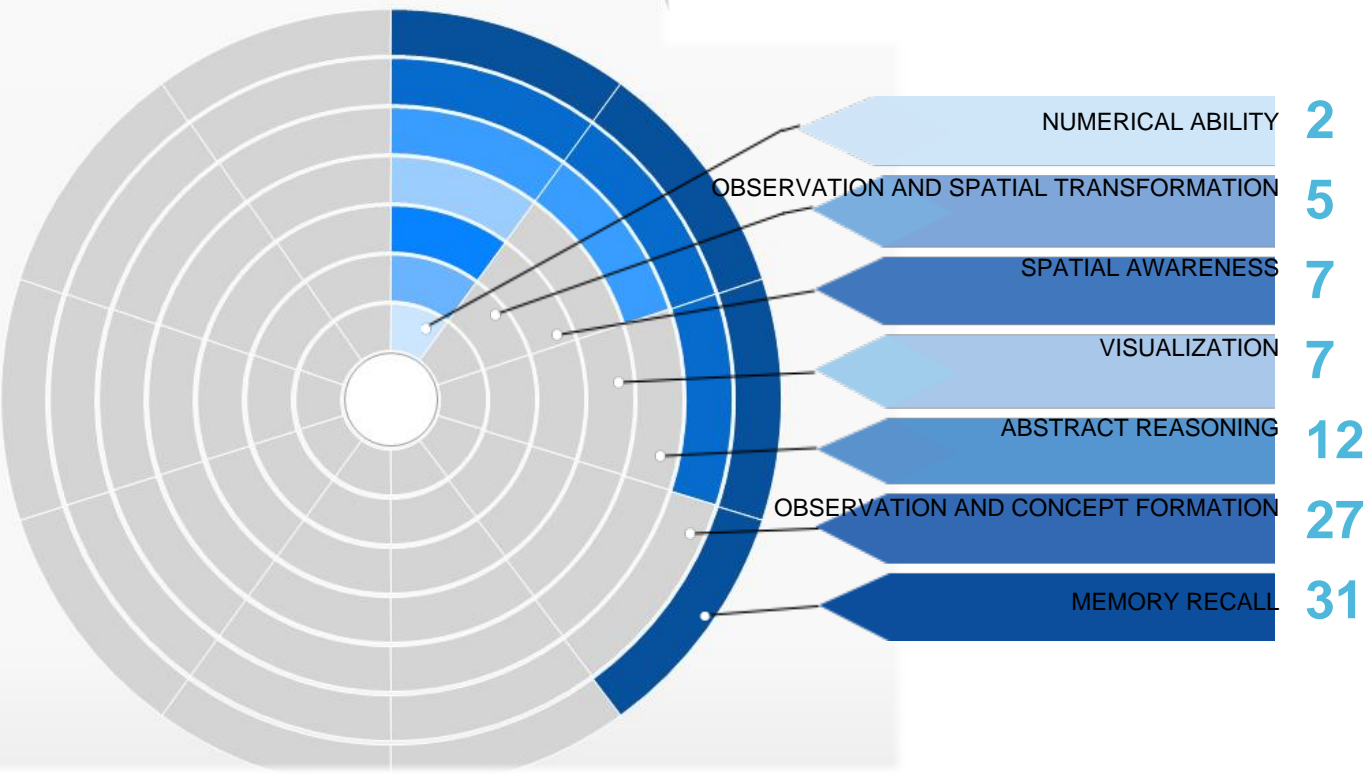 NUMERICAL ABILITY 2
OBSERVATION AND SPATIAL TRANSFORMATION 5
SPATIAL AWARENESS 7
VISUALIZATION 7
ABSTRACT REASONING 12
OBSERVATION AND CONCEPT FORMATION 27
MEMORY RECALL 31